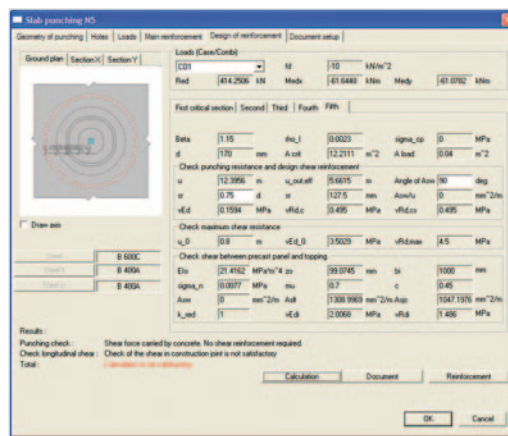 Slab punching N5
Geometry of punching Holes Loads Main reinforcement Design of reinforcement Document setup
Ground plan Section X Section Y
Loads (Case/Combi)
CO1 fd -10 kN/m^2
Red 414.2506 kN Medx -61.6448 kNm Medy -61.0782 kNm
First critical section Second Third Fourth Fifth
Beta 1.15 rho_l 0.0023 sigma_cp 0 MPa
d 170 mm A crit 12.2111 m^2 A load 0.04 m^2
Check punching resistance and design shear reinforcement
u 12.3956 m u_out.eff 5.6615 m Angle of Asw 90 deg
sr 0.75 d sr 127.5 mm Asw/u 0 mm^2/m
vEd 0.1594 MPa vRd,c 0.495 MPa vRd,cs 0.495 MPa
Draw axis
Check maximum shear resistance
u_0 0.8 m vEd_0 3.5029 MPa vRd,max 4.5 MPa
B 600C
B 400A
B 400A
Check shear between precast panel and topping
21.4162 MPa*m^4 zo 99.0745 mm bi 1000 mm
sigma_n 0.0077 MPa mu 0.7 c 0.45
Asw 0 mm^2/m 1308.9969 mm^2/m 1047.1976 mm^2/m
k_red 1 vEdi 2.0068 MPa vRdi 1.486 MPa
Results :
Punching check : Shear force carried by concrete. No shear reinforcement required.
Check longitudinal shear : Check of the shear in construction joint is not satisfactory
Total :
Calculation Document Reinforcement
OK Cancel